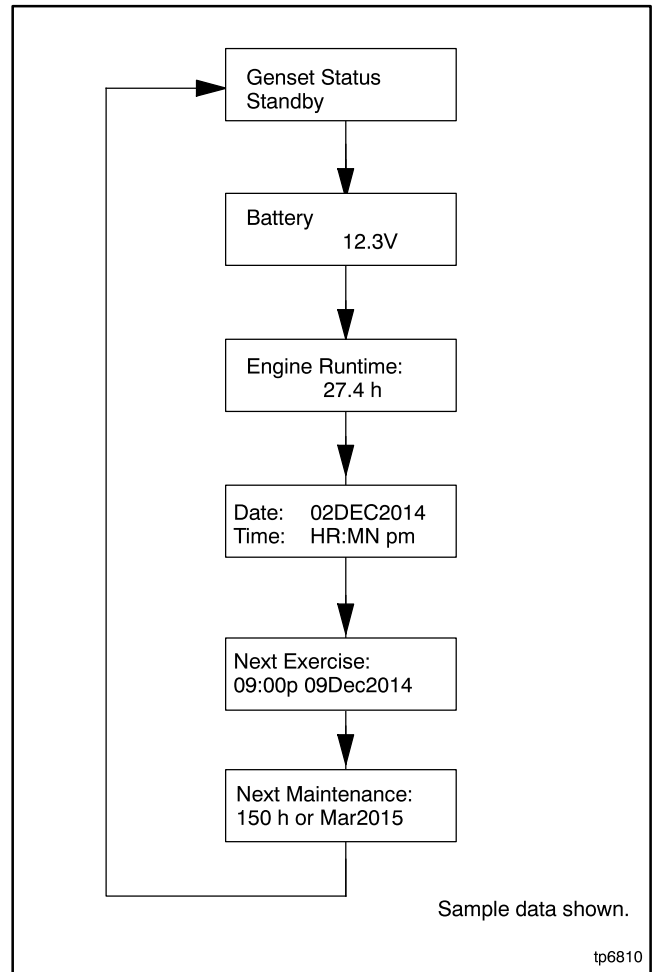 Genset Status
Standby
Battery
12.3V
Engine Runtime:
27.4 h
Date: 02DEC2014
Time: HR:MN pm
Next Exercise:
09:00p 09Dec2014
Next Maintenance:
150 h or Mar2015
Sample data shown.
tp6810